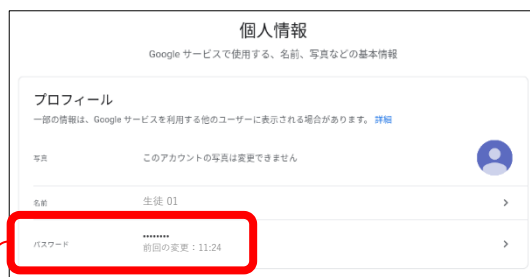 個人情報
Google サービスで使用する、名前、写真などの基本情報
プロフィール
一部の情報は、Google サービスを利用する他のユーザーに表示される場合があります。 詳細
写真 このアカウントの写真は変更できません
名前 生徒 01
パスワード ••••••••
前回の変更：11:24